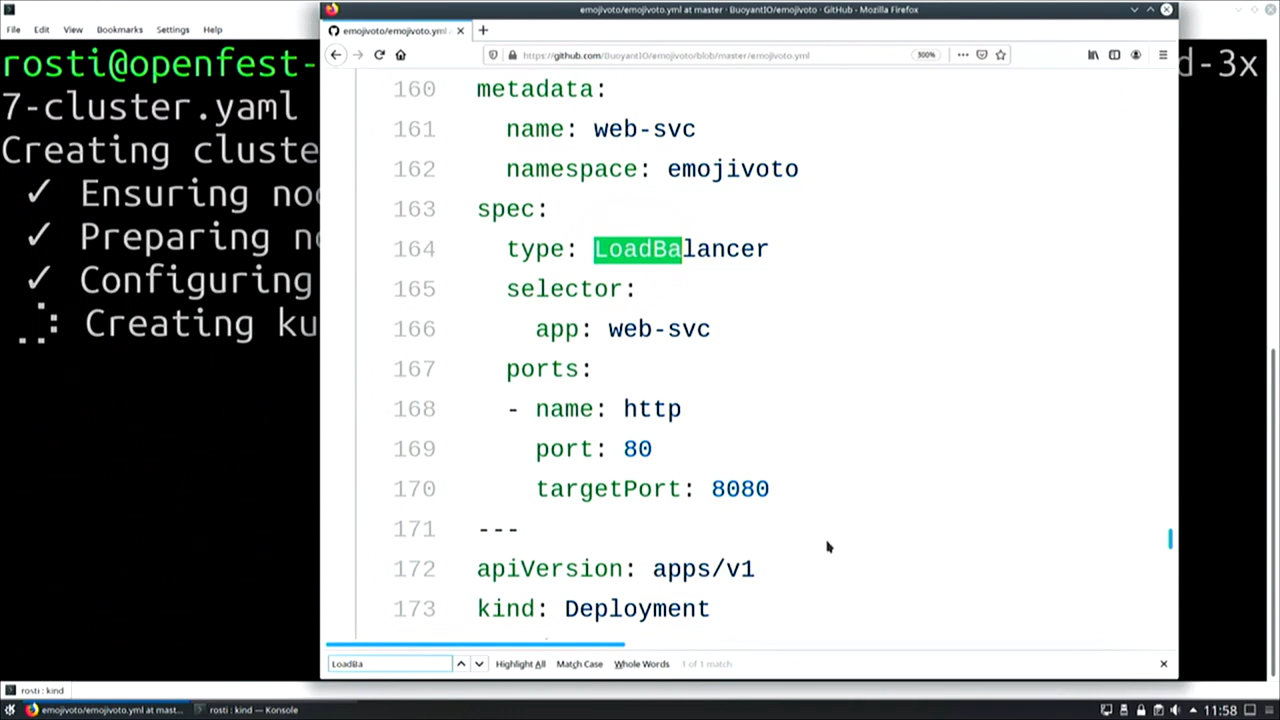 emojivoto/emojivoto.yml at master · BuoyantIO/emojivoto · GitHub - Mozilla Firefox
File Edit View Bookmarks Settings Help
emojivoto/emojivoto.yml
https://github.com/BuoyantIO/emojivoto/blob/master/emojivoto.yml
300%
rosti@openfest-
d-3x
7-cluster.yaml
Creating cluste
✓ Ensuring no
✓ Preparing n
✓ Configuring
Creating ku
160 metadata:
161 name: web-svc
162 namespace: emojivoto
163 spec:
164 type: LoadBalancer
165 selector:
166 app: web-svc
167 ports:
168 - name: http
169 port: 80
170 targetPort: 8080
171 ---
172 apiVersion: apps/v1
173 kind: Deployment
LoadBa
Highlight All Match Case Whole Words 1 of 1 match
rosti : kind
emojivoto/emojivoto.yml at mast...
rosti : kind — Konsole
11:58